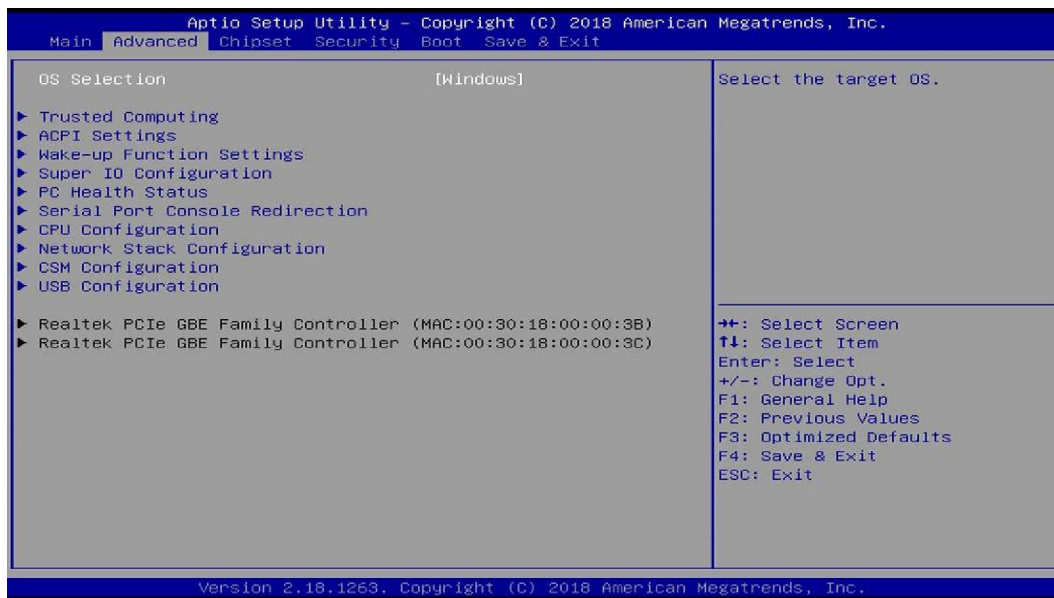 Aptio Setup Utility – Copyright (C) 2018 American Megatrends, Inc.
Main Advanced Chipset Security Boot Save & Exit
OS Selection [Windows]
► Trusted Computing
► ACPI Settings
► Wake-up Function Settings
► Super IO Configuration
► PC Health Status
► Serial Port Console Redirection
► CPU Configuration
► Network Stack Configuration
► CSM Configuration
► USB Configuration
► Realtek PCIe GBE Family Controller (MAC:00:30:18:00:00:3B)
► Realtek PCIe GBE Family Controller (MAC:00:30:18:00:00:3C)
Select the target OS.
→←: Select Screen
↑↓: Select Item
Enter: Select
+/-: Change Opt.
F1: General Help
F2: Previous Values
F3: Optimized Defaults
F4: Save & Exit
ESC: Exit
Version 2.18.1263. Copyright (C) 2018 American Megatrends, Inc.